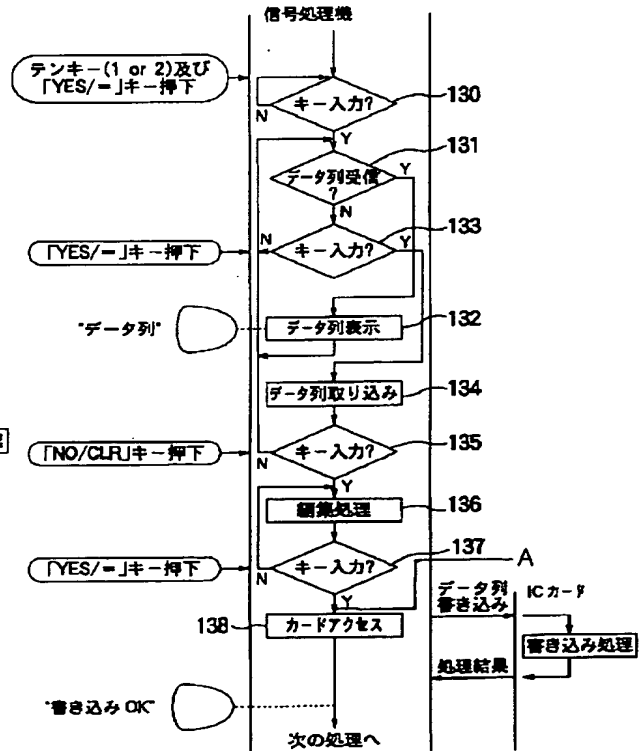 信号処理機
テンキー(1 or 2)及び
「YES/=」キー押下
キー入力?
130
N
Y
131
データ列受信
?
Y
N
133
「YES/=」キー押下
N
キー入力?
Y
"データ列"
データ列表示
132
データ列取り込み
134
「NO/CLR」キー押下
キー入力?
135
N
Y
編集処理
136
「YES/=」キー押下
キー入力?
137
N
Y
A
138
カードアクセス
データ列
書き込み
ICカード
書き込み処理
処理結果
"書き込みOK"
次の処理へ